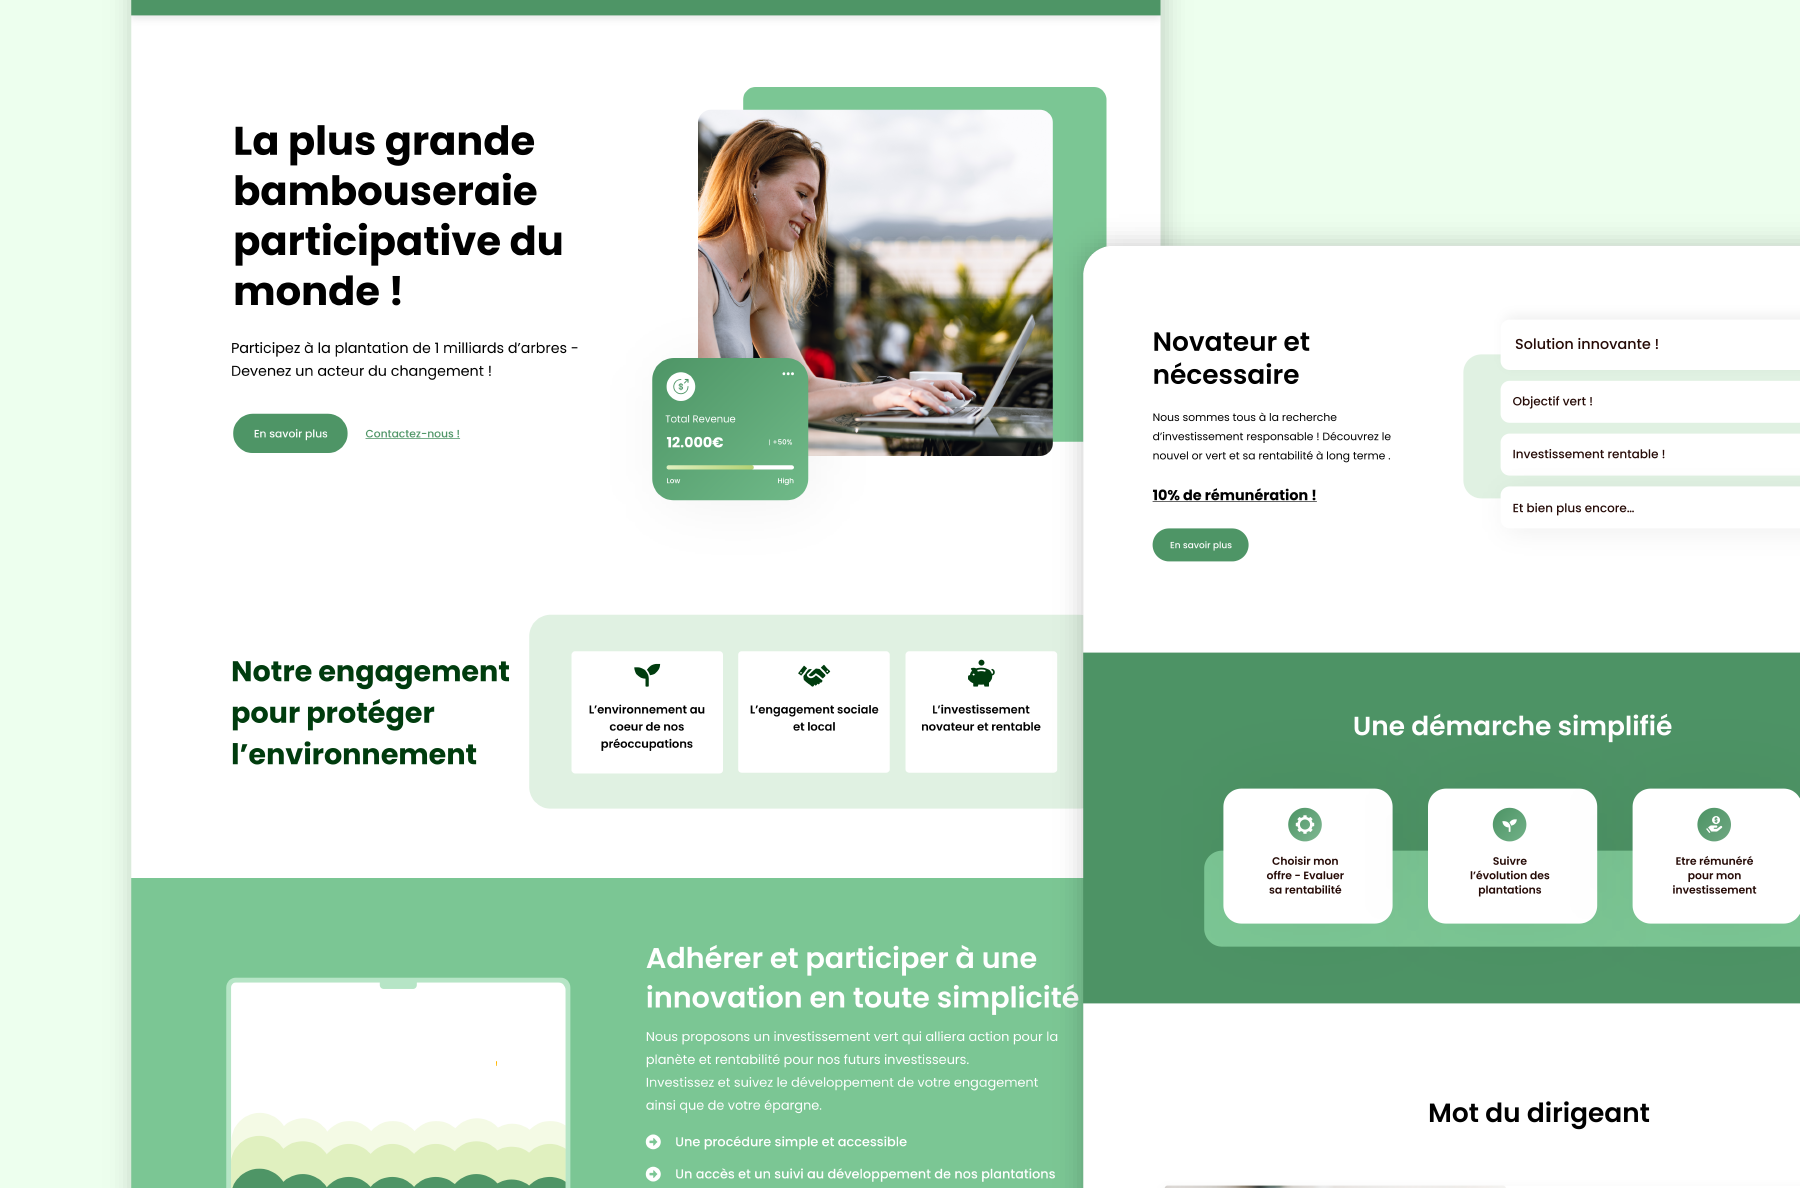 La plus grande
bambouseraie
participative du
monde !
Participez à la plantation de 1 milliards d’arbres -
Devenez un acteur du changement !
En savoir plus
Contactez-nous !
Total Revenue
12.000€
+50%
Low
High
Notre engagement
pour protéger
l’environnement
L’environnement au
coeur de nos
préoccupations
L’engagement sociale
et local
L’investissement
novateur et rentable
Adhérer et participer à une
innovation en toute simplicité
Nous proposons un investissement vert qui alliera action pour la
planète et rentabilité pour nos futurs investisseurs.
Investissez et suivez le développement de votre engagement
ainsi que de votre épargne.
Une procédure simple et accessible
Un accès et un suivi au développement de nos plantations
Novateur et
nécessaire
Nous sommes tous à la recherche
d’investissement responsable ! Découvrez le
nouvel or vert et sa rentabilité à long terme .
10% de rémunération !
En savoir plus
Solution innovante !
Objectif vert !
Investissement rentable !
Et bien plus encore...
Une démarche simplifié
Choisir mon
offre - Evaluer
sa rentabilité
Suivre
l’évolution des
plantations
Etre rémunéré
pour mon
investissement
Mot du dirigeant